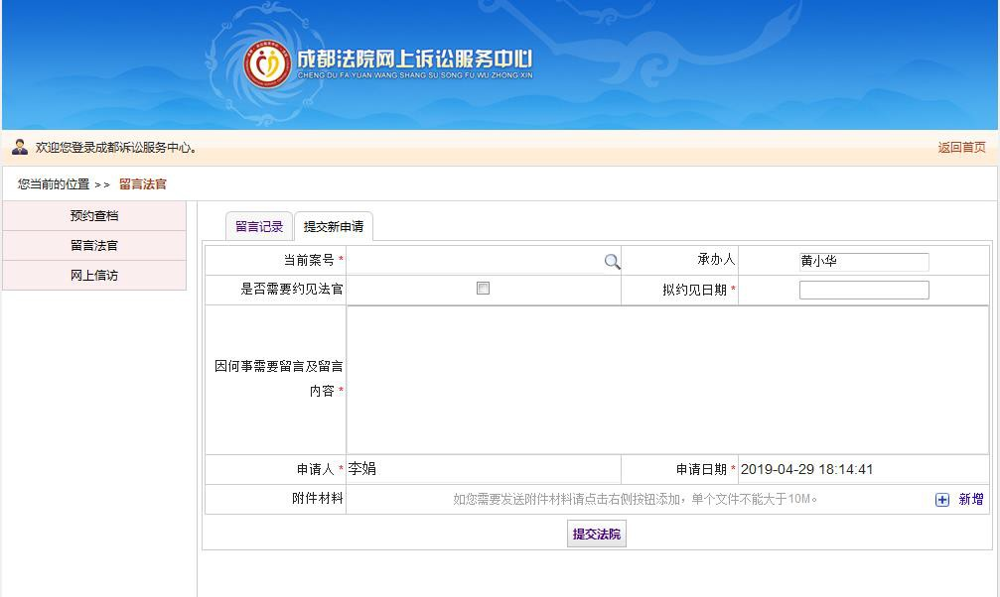 成都法院网上诉讼服务中心
CHENG DU FA YUAN WANG SHANG SU SONG FU WU ZHONG XIN
欢迎您登录成都诉讼服务中心。 返回首页
您当前的位置 >> 留言法官
预约查档
留言法官
网上信访
留言记录 提交新申请
当前案号 * 承办人 黄小华
是否需要约见法官 拟约见日期 *
因何事需要留言及留言
内容 *
申请人 * 李娟 申请日期 * 2019-04-29 18:14:41
附件材料 如您需要发送附件材料请点击右侧按钮添加，单个文件不能大于10M。 新增
提交法院